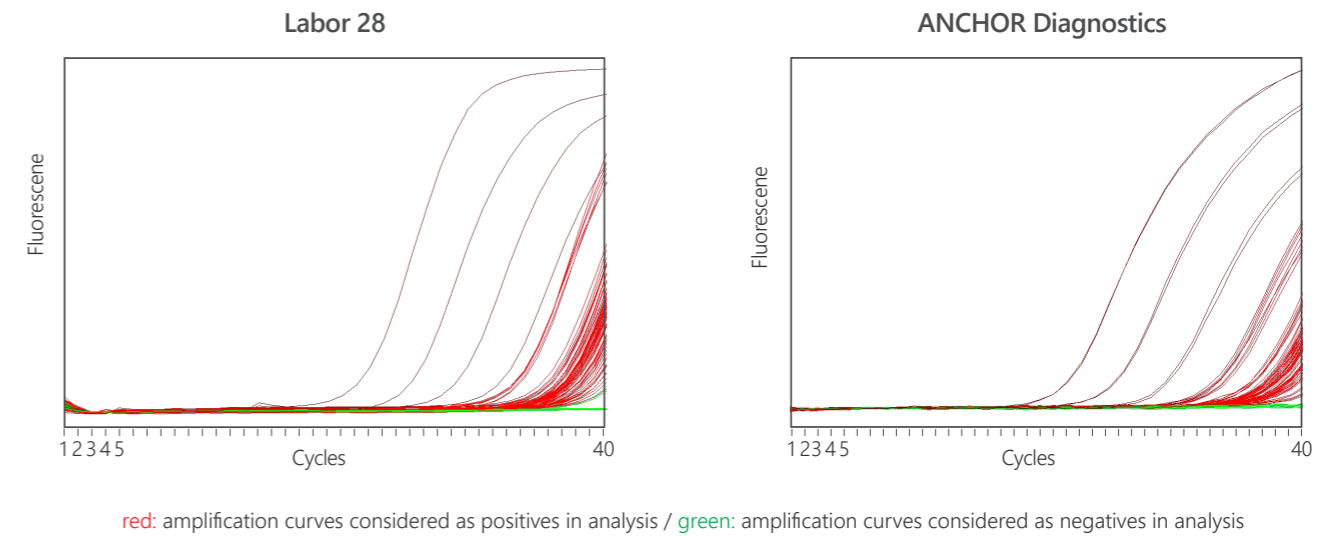 Labor 28
ANCHOR Diagnostics
Fluorescene
Fluorescene
1 2 3 4 5
40
1 2 3 4 5
40
Cycles
Cycles
red: amplification curves considered as positives in analysis / green: amplification curves considered as negatives in analysis